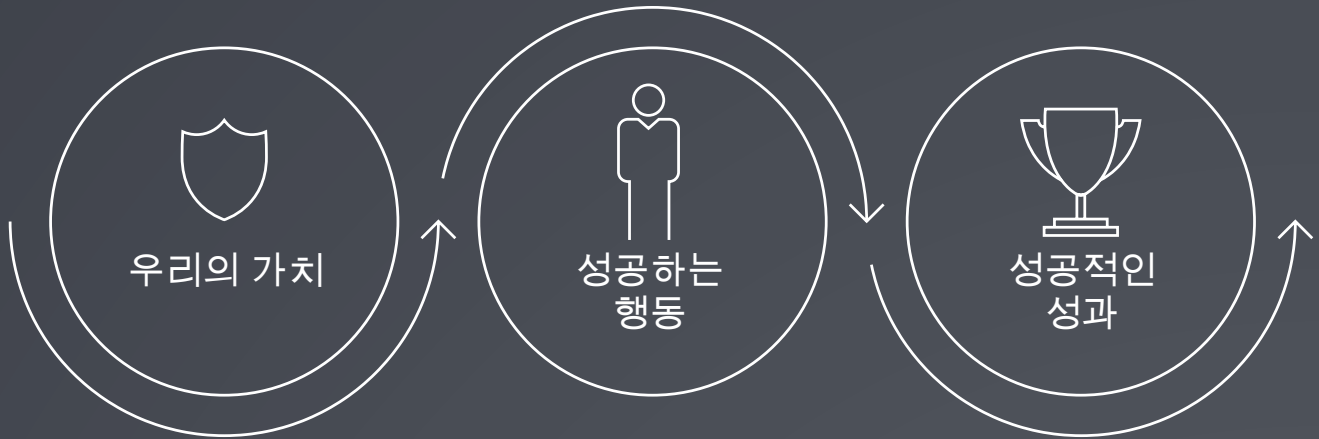 우리의 가치
성공하는
행동
성공적인
성과